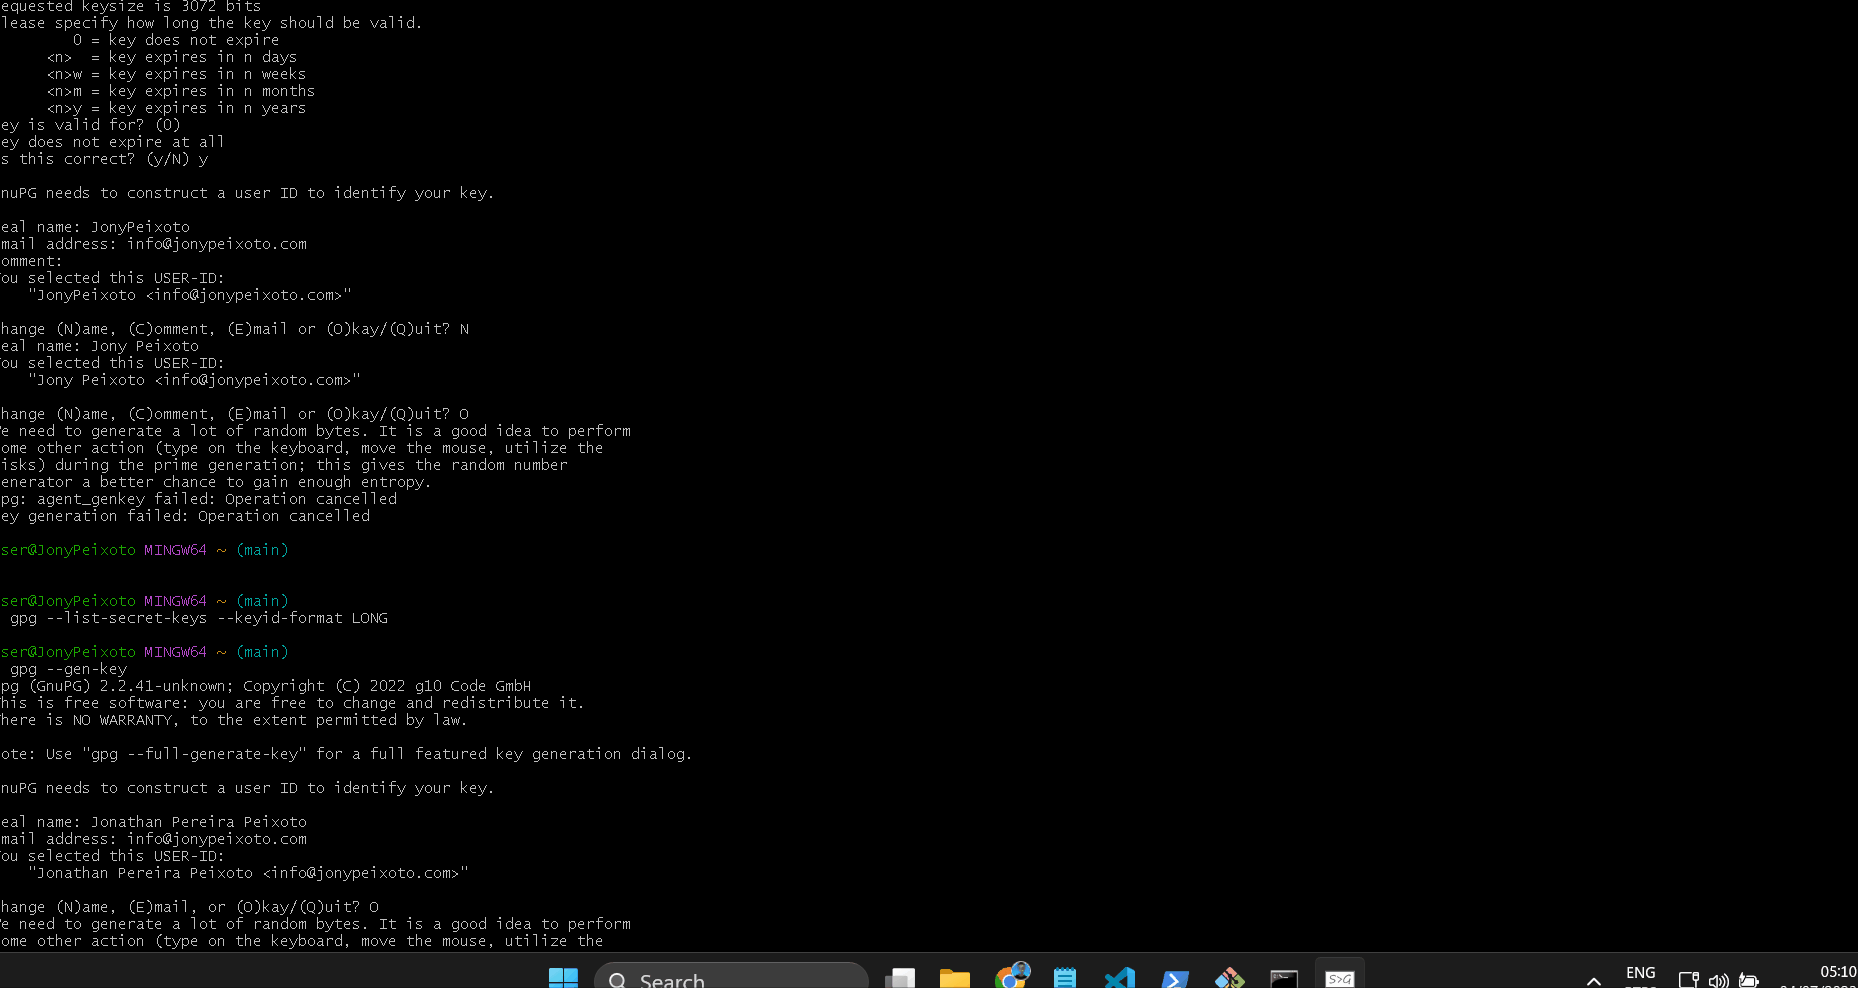 equested keysize is 3072 bits
lease specify how long the key should be valid.
0 = key does not expire
<n>  = key expires in n days
<n>w = key expires in n weeks
<n>m = key expires in n months
<n>y = key expires in n years
ey is valid for? (0)
ey does not expire at all
s this correct? (y/N) y
nuPG needs to construct a user ID to identify your key.
eal name: JonyPeixoto
mail address: info@jonypeixoto.com
omment:
ou selected this USER-ID:
"JonyPeixoto <info@jonypeixoto.com>"
hange (N)ame, (C)omment, (E)mail or (O)kay/(Q)uit? N
eal name: Jony Peixoto
ou selected this USER-ID:
"Jony Peixoto <info@jonypeixoto.com>"
hange (N)ame, (C)omment, (E)mail or (O)kay/(Q)uit? O
e need to generate a lot of random bytes. It is a good idea to perform
ome other action (type on the keyboard, move the mouse, utilize the
isks) during the prime generation; this gives the random number
enerator a better chance to gain enough entropy.
pg: agent_genkey failed: Operation cancelled
ey generation failed: Operation cancelled
ser@JonyPeixoto MINGW64 ~ (main)
ser@JonyPeixoto MINGW64 ~ (main)
gpg --list-secret-keys --keyid-format LONG
ser@JonyPeixoto MINGW64 ~ (main)
gpg --gen-key
pg (GnuPG) 2.2.41-unknown; Copyright (C) 2022 g10 Code GmbH
his is free software: you are free to change and redistribute it.
here is NO WARRANTY, to the extent permitted by law.
ote: Use "gpg --full-generate-key" for a full featured key generation dialog.
nuPG needs to construct a user ID to identify your key.
eal name: Jonathan Pereira Peixoto
mail address: info@jonypeixoto.com
ou selected this USER-ID:
"Jonathan Pereira Peixoto <info@jonypeixoto.com>"
hange (N)ame, (E)mail, or (O)kay/(Q)uit? O
e need to generate a lot of random bytes. It is a good idea to perform
ome other action (type on the keyboard, move the mouse, utilize the
Search
S>G
ENG
05:10